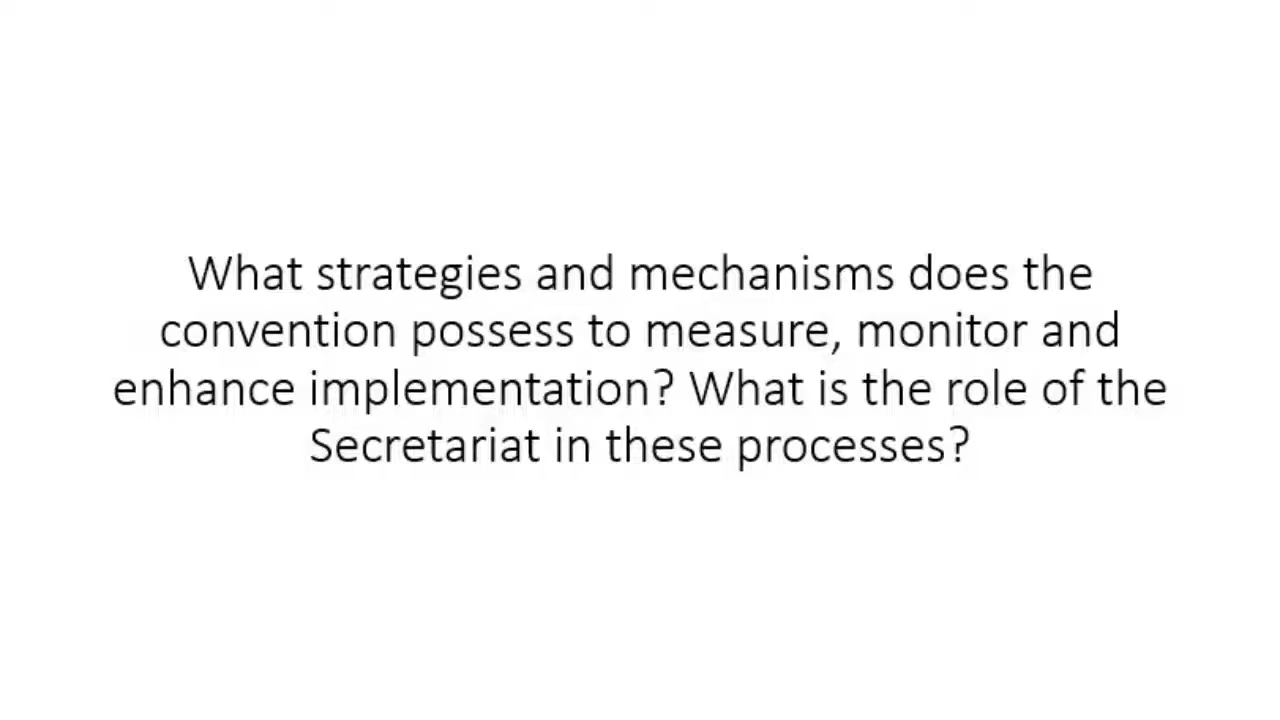 What strategies and mechanisms does the
convention possess to measure, monitor and
enhance implementation? What is the role of the
Secretariat in these processes?